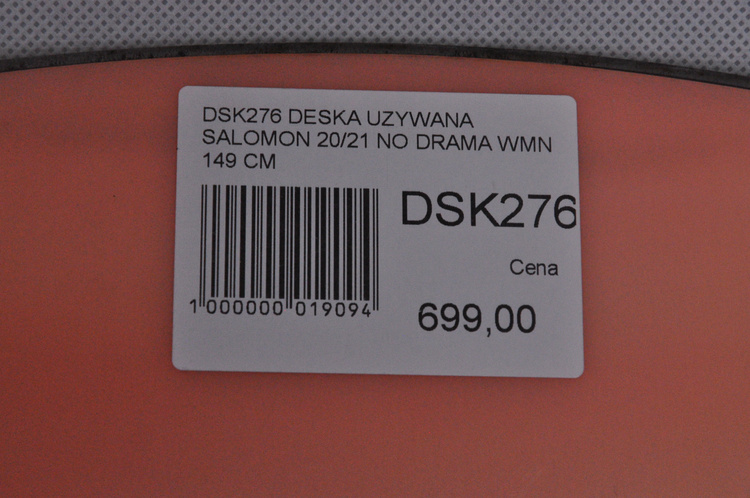 DSK276 DESKA UZYWANA
SALOMON 20/21 NO DRAMA WMN
149 CM
DSK276
Cena
1 000000 019094
699,00